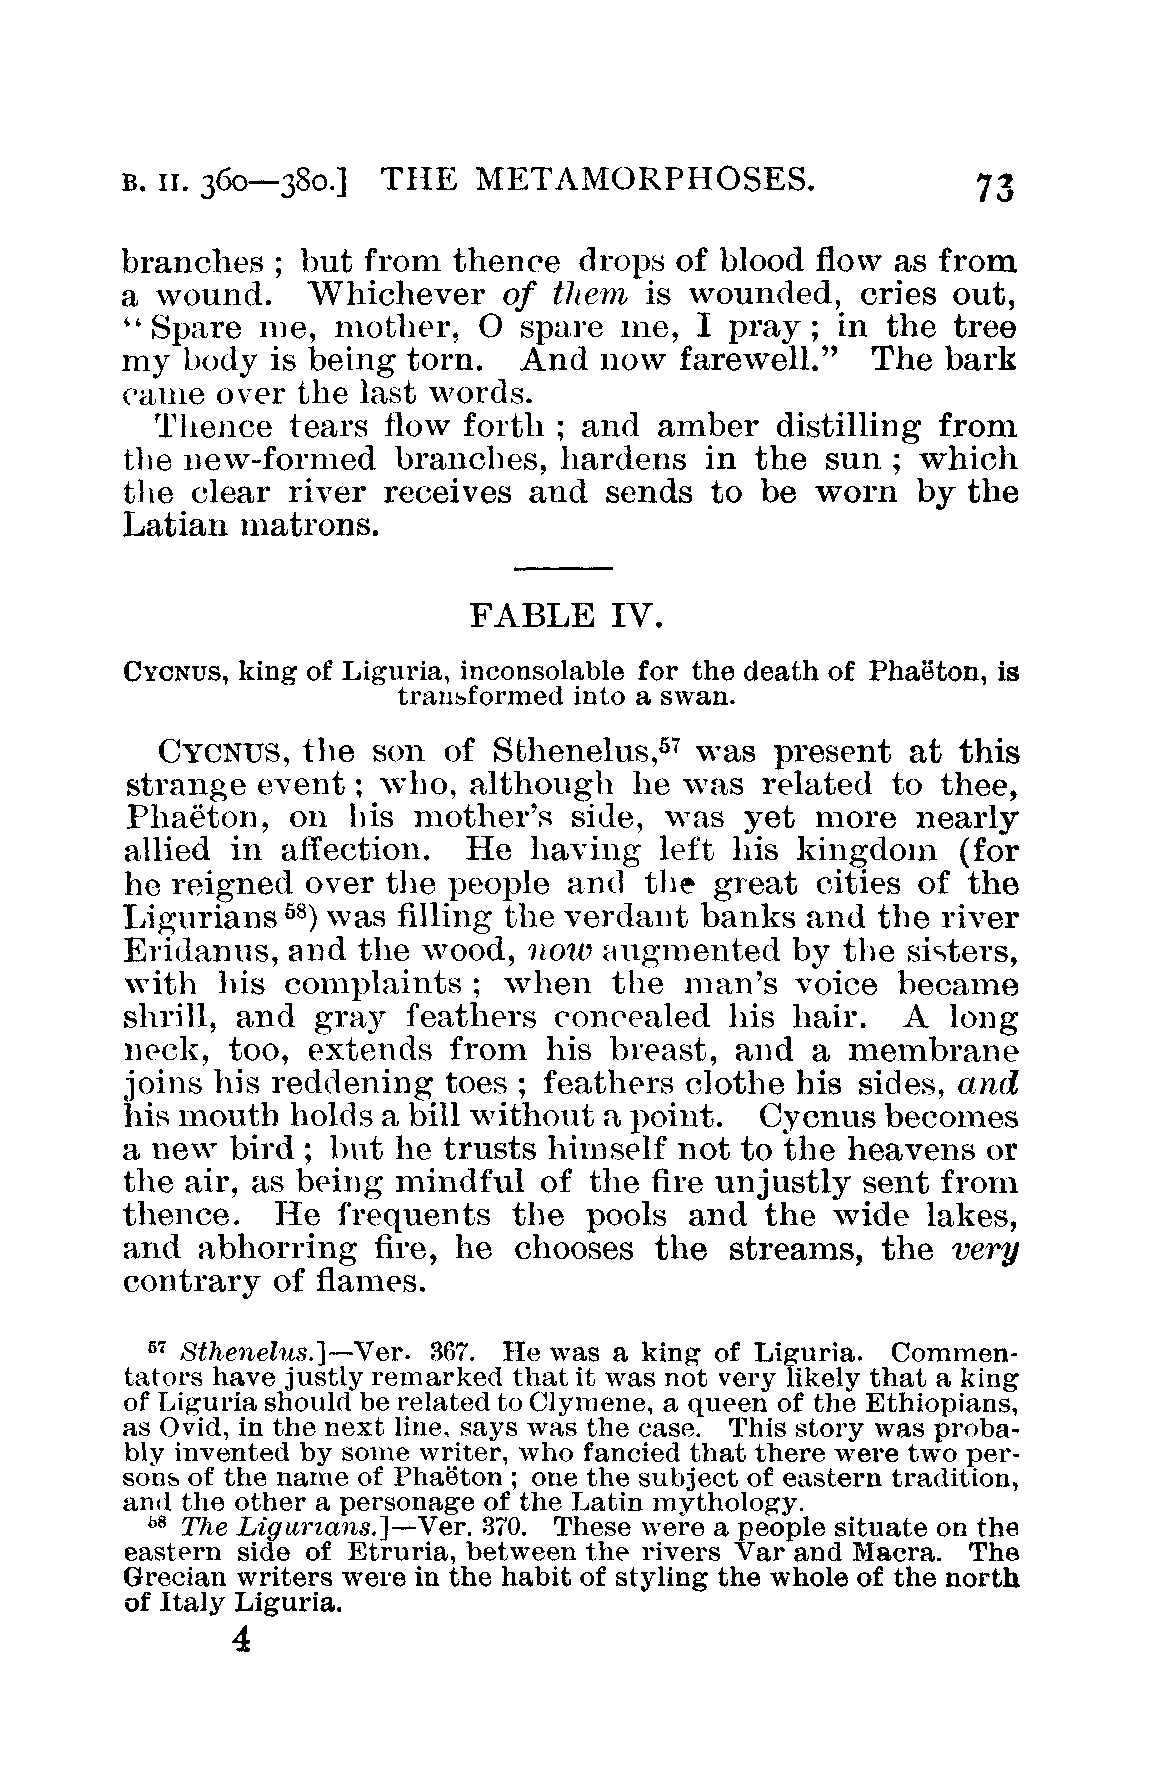 B. II. 360—380.] THE METAMORPHOSES. 73
branches ; but from thence drops of blood flow as from
a wound. Whichever of them is wounded, cries out,
“ Spare me, mother, O spare me, I pray ; in the tree
my body is being torn. And now farewell.” The bark
came over the last words.
Thence tears flow forth ; and amber distilling from
the new-formed branches, hardens in the sun ; which
the clear river receives and sends to be worn by the
Latian matrons.
FABLE IV.
CYCNUS, king of Liguria, inconsolable for the death of Phaëton, is
transformed into a swan.
CYCNUS, the son of Sthenelus,⁵⁷ was present at this
strange event ; who, although he was related to thee,
Phaëton, on his mother’s side, was yet more nearly
allied in affection. He having left his kingdom (for
he reigned over the people and the great cities of the
Ligurians ⁵⁸) was filling the verdant banks and the river
Eridanus, and the wood, now augmented by the sisters,
with his complaints ; when the man’s voice became
shrill, and gray feathers concealed his hair. A long
neck, too, extends from his breast, and a membrane
joins his reddening toes ; feathers clothe his sides, and
his mouth holds a bill without a point. Cycnus becomes
a new bird ; but he trusts himself not to the heavens or
the air, as being mindful of the fire unjustly sent from
thence. He frequents the pools and the wide lakes,
and abhorring fire, he chooses the streams, the very
contrary of flames.
⁵⁷ Sthenelus.]—Ver. 367. He was a king of Liguria. Commen-
tators have justly remarked that it was not very likely that a king
of Liguria should be related to Clymene, a queen of the Ethiopians,
as Ovid, in the next line, says was the case. This story was proba-
bly invented by some writer, who fancied that there were two per-
sons of the name of Phaëton ; one the subject of eastern tradition,
and the other a personage of the Latin mythology.
⁵⁸ The Ligurians.]—Ver. 370. These were a people situate on the
eastern side of Etruria, between the rivers Var and Macra. The
Grecian writers were in the habit of styling the whole of the north
of Italy Liguria.
4